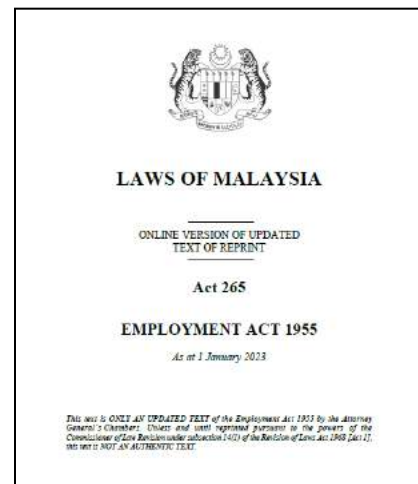 LAWS OF MALAYSIA
ONLINE VERSION OF UPDATED
TEXT OF REPRINT
Act 265
EMPLOYMENT ACT 1955
As at 1 January 2023
This text is ONLY AN UPDATED TEXT of the Employment Act 1955 by the Attorney
General's Chambers. Unless and until reprinted pursuant to the powers of the
Commissioner of Law Revision under subsection 14(1) of the Revision of Laws Act 1968 [Act 1],
this text is NOT AN AUTHENTIC TEXT.